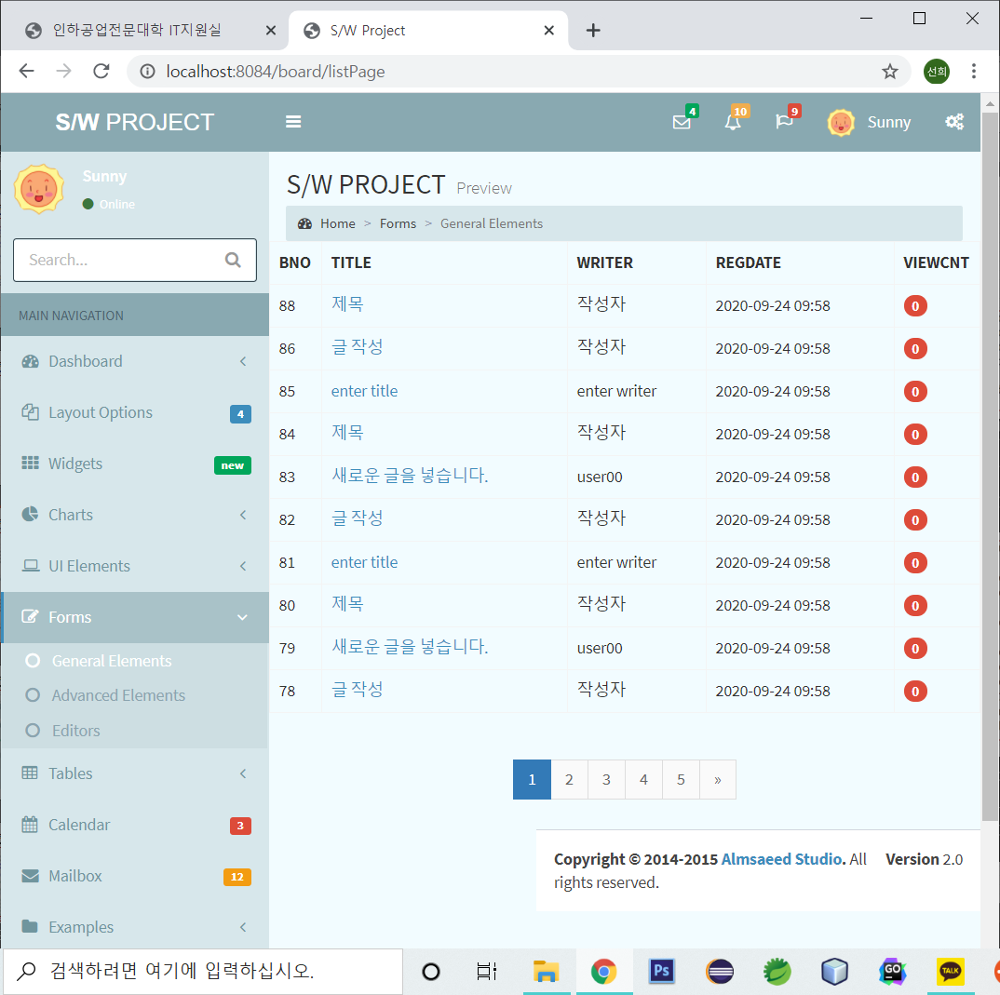 인하공업전문대학 IT지원실
S/W Project
localhost:8084/board/listPage
선희
S/W PROJECT
4
10
9
Sunny
Sunny
Online
Search...
MAIN NAVIGATION
Dashboard
Layout Options 4
Widgets new
Charts
UI Elements
Forms
General Elements
Advanced Elements
Editors
Tables
Calendar 3
Mailbox 12
Examples
S/W PROJECT Preview
Home > Forms > General Elements
BNO TITLE WRITER REGDATE VIEWCNT
88 제목 작성자 2020-09-24 09:58 0
86 글 작성 작성자 2020-09-24 09:58 0
85 enter title enter writer 2020-09-24 09:58 0
84 제목 작성자 2020-09-24 09:58 0
83 새로운 글을 넣습니다. user00 2020-09-24 09:58 0
82 글 작성 작성자 2020-09-24 09:58 0
81 enter title enter writer 2020-09-24 09:58 0
80 제목 작성자 2020-09-24 09:58 0
79 새로운 글을 넣습니다. user00 2020-09-24 09:58 0
78 글 작성 작성자 2020-09-24 09:58 0
1 2 3 4 5 »
Copyright © 2014-2015 Almsaeed Studio. All Version 2.0
rights reserved.
검색하려면 여기에 입력하십시오.
Ps
GO
TALK